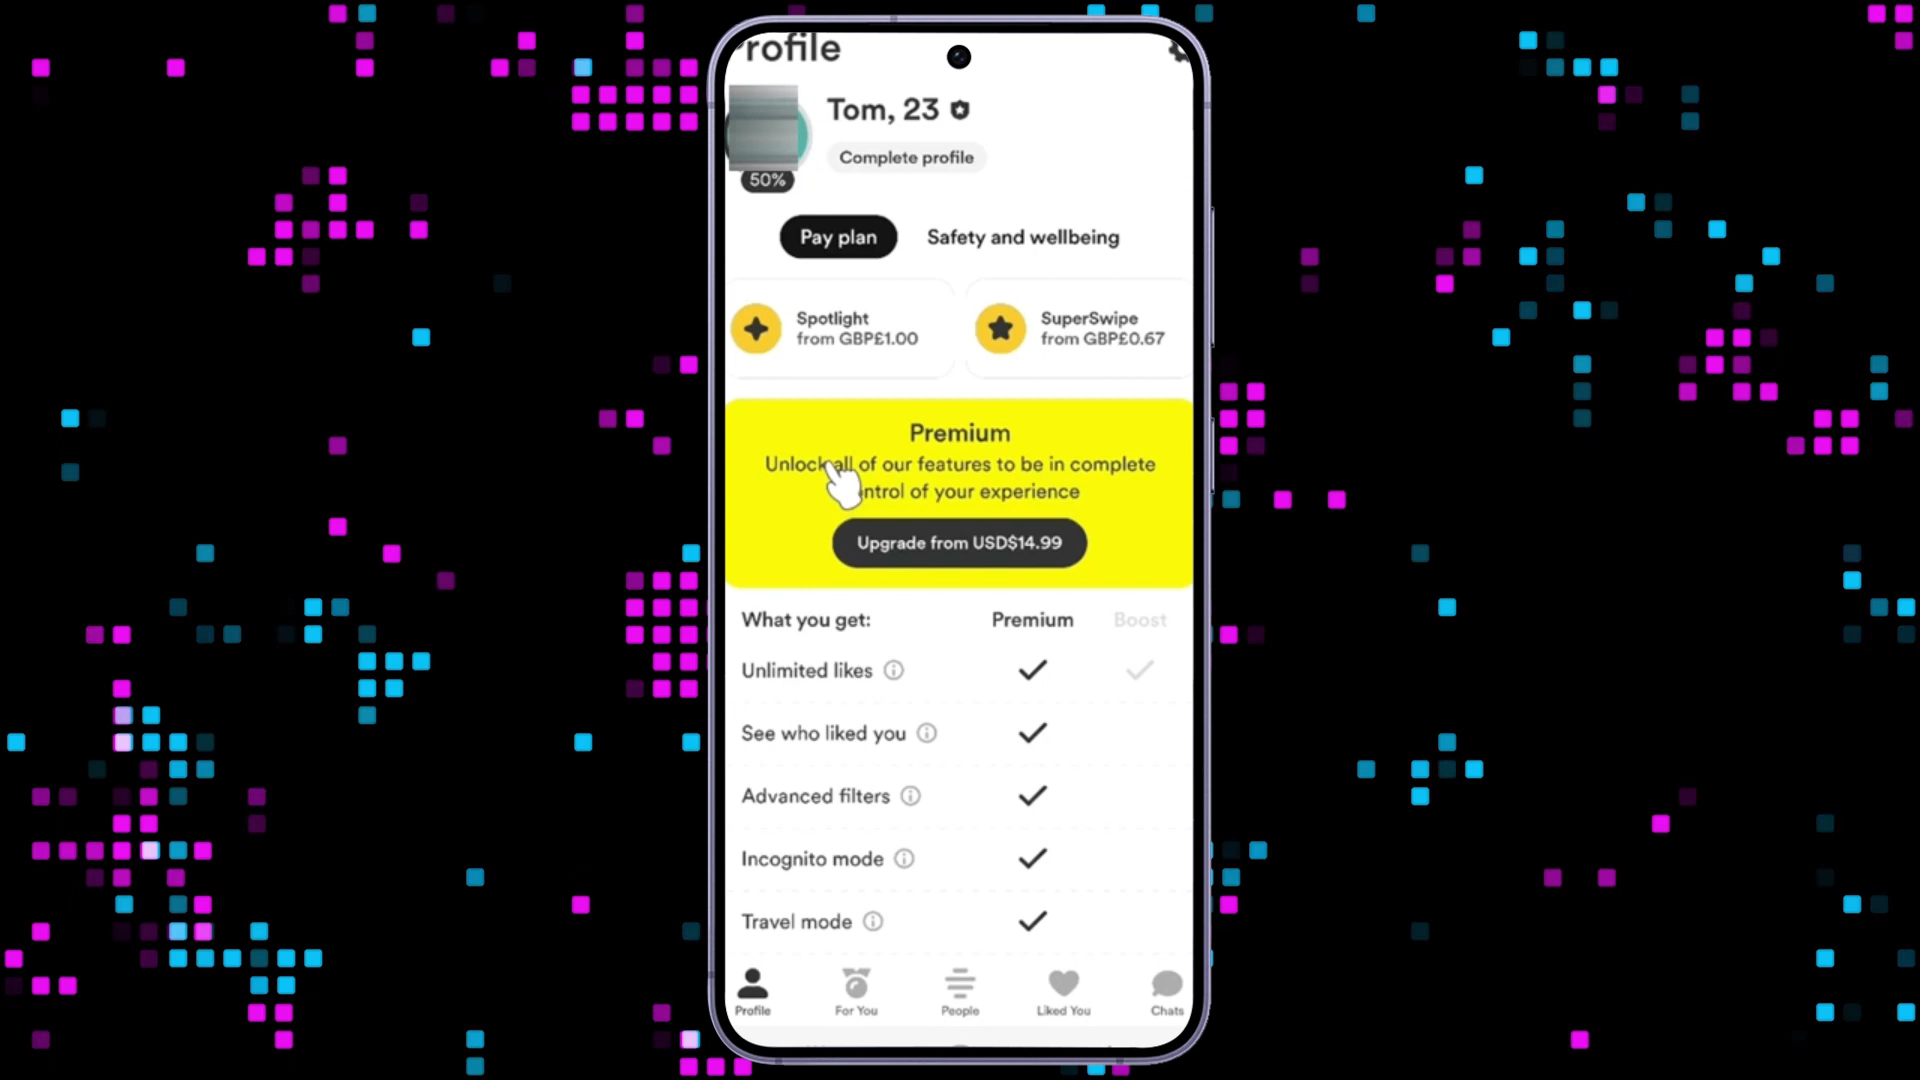 rofile
Tom, 23
Complete profile
50%
Pay plan
Safety and wellbeing
Spotlight
from GBP£1.00
SuperSwipe
from GBP£0.67
Premium
Unlock all of our features to be in complete
ntrol of your experience
Upgrade from USD$14.99
What you get:
Premium
Boost
Unlimited likes
See who liked you
Advanced filters
Incognito mode
Travel mode
Profile
For You
People
Liked You
Chats